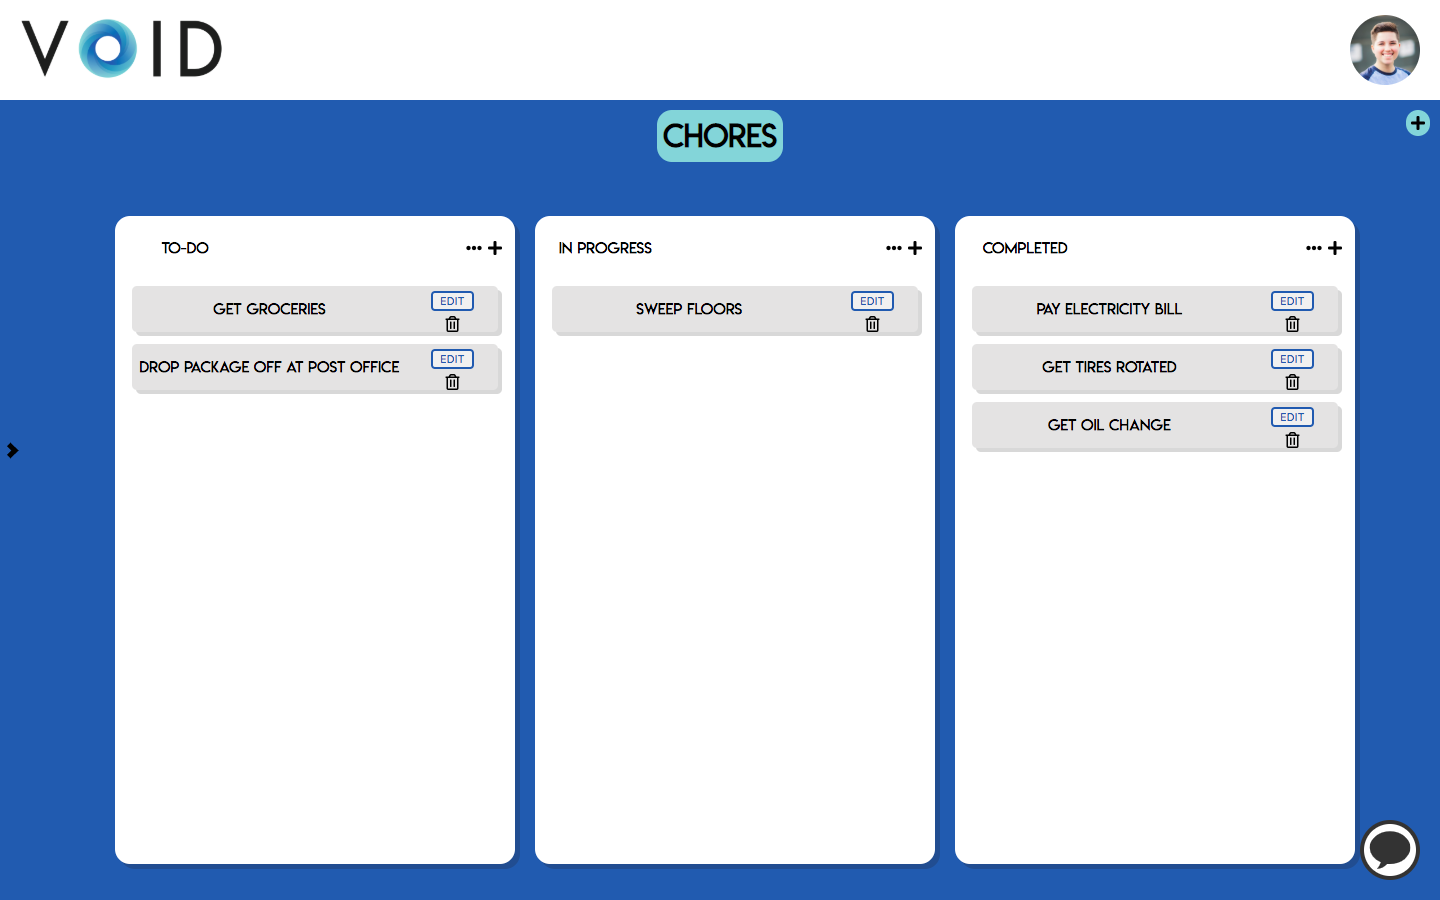 VOID
CHORES
TO-DO
GET GROCERIES
EDIT
DROP PACKAGE OFF AT POST OFFICE
EDIT
IN PROGRESS
SWEEP FLOORS
EDIT
COMPLETED
PAY ELECTRICITY BILL
EDIT
GET TIRES ROTATED
EDIT
GET OIL CHANGE
EDIT